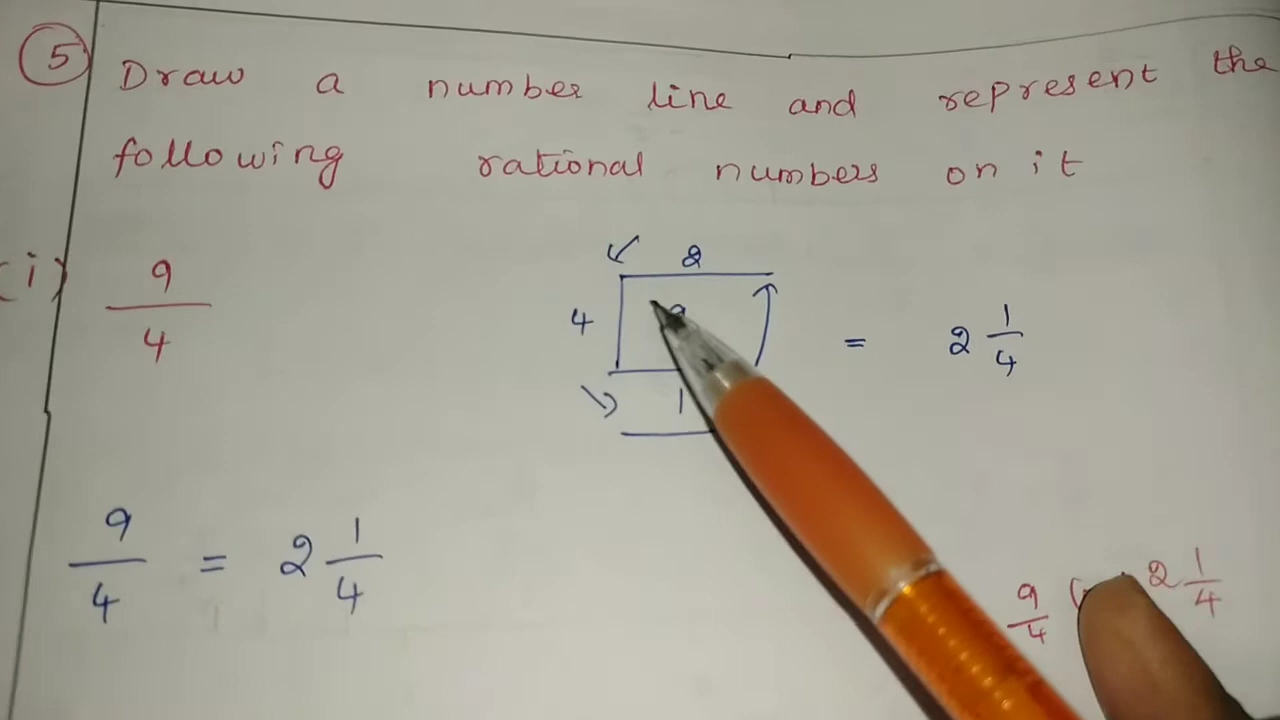 5 Draw a number line and represent the
following rational numbers on it
(i) 9/4
2
4
1
= 2 1/4
9/4 = 2 1/4
9/4 2 1/4